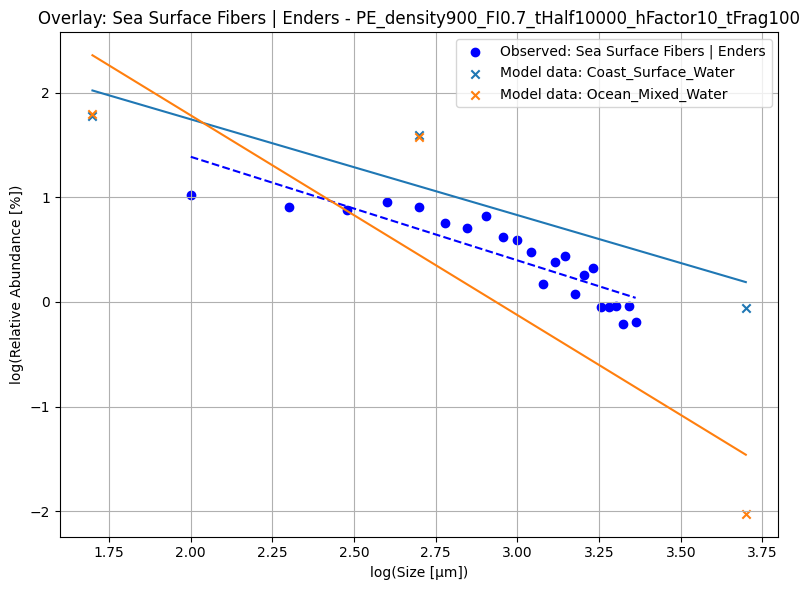 Overlay: Sea Surface Fibers | Enders - PE_density900_FI0.7_tHalf10000_hFactor10_tFrag100
Observed: Sea Surface Fibers | Enders
Model data: Coast_Surface_Water
Model data: Ocean_Mixed_Water
log(Relative Abundance [%])
2
1
0
−1
−2
1.75
2.00
2.25
2.50
2.75
3.00
3.25
3.50
3.75
log(Size [µm])